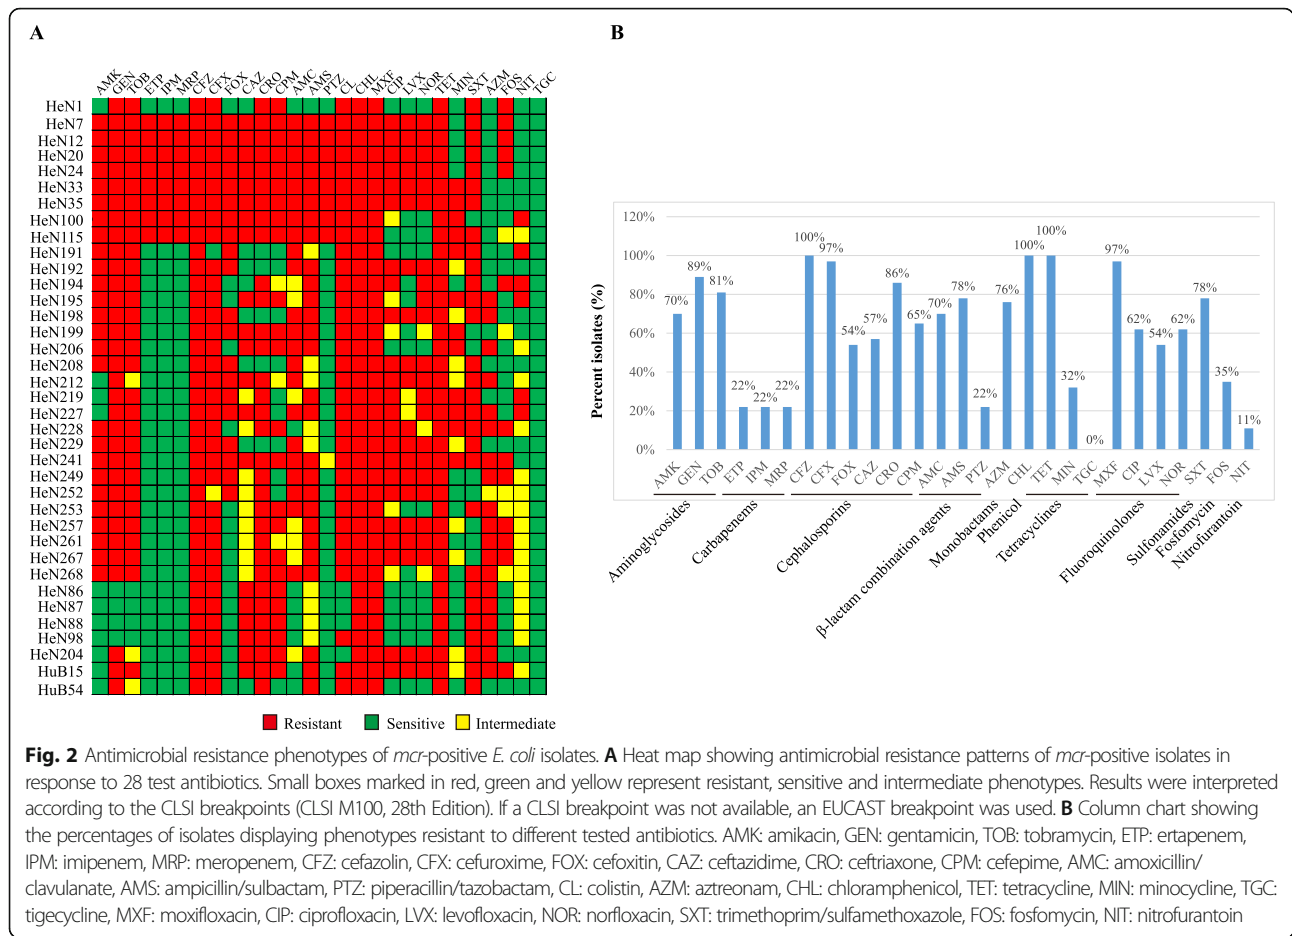 A
AMK GEN TOB ETP IPM MRP CFZ CFX FOX CAZ CRO CPM AMC AMS PTZ CL CHL MXF CIP LVX NOR TET MIN SXT AZM FOS NIT TGC
HeN1
HeN7
HeN12
HeN20
HeN24
HeN33
HeN35
HeN100
HeN115
HeN191
HeN192
HeN194
HeN195
HeN198
HeN199
HeN206
HeN208
HeN212
HeN219
HeN227
HeN228
HeN229
HeN241
HeN249
HeN252
HeN253
HeN257
HeN261
HeN267
HeN268
HeN86
HeN87
HeN88
HeN98
HeN204
HuB15
HuB54
Resistant Sensitive Intermediate
B
Percent isolates (%)
120%
100%
80%
60%
40%
20%
0%
70% 89% 81% 22% 22% 22% 100% 97% 54% 57% 86% 65% 70% 78% 22% 76% 100% 100% 32% 0% 97% 62% 54% 62% 78% 35% 11%
AMK GEN TOB ETP IPM MRP CFZ CFX FOX CAZ CRO CPM AMC AMS PTZ AZM CHL TET MIN TGC MXF CIP LVX NOR SXT FOS NIT
Aminoglycosides
Carbapenems
Cephalosporins
β-lactam combination agents
Monobactams
Phenicol
Tetracyclines
Fluoroquinolones
Sulfonamides
Fosfomycin
Nitrofurantoin
Fig. 2 Antimicrobial resistance phenotypes of mcr-positive E. coli isolates. A Heat map showing antimicrobial resistance patterns of mcr-positive isolates in
response to 28 test antibiotics. Small boxes marked in red, green and yellow represent resistant, sensitive and intermediate phenotypes. Results were interpreted
according to the CLSI breakpoints (CLSI M100, 28th Edition). If a CLSI breakpoint was not available, an EUCAST breakpoint was used. B Column chart showing
the percentages of isolates displaying phenotypes resistant to different tested antibiotics. AMK: amikacin, GEN: gentamicin, TOB: tobramycin, ETP: ertapenem,
IPM: imipenem, MRP: meropenem, CFZ: cefazolin, CFX: cefuroxime, FOX: cefoxitin, CAZ: ceftazidime, CRO: ceftriaxone, CPM: cefepime, AMC: amoxicillin/
clavulanate, AMS: ampicillin/sulbactam, PTZ: piperacillin/tazobactam, CL: colistin, AZM: aztreonam, CHL: chloramphenicol, TET: tetracycline, MIN: minocycline, TGC:
tigecycline, MXF: moxifloxacin, CIP: ciprofloxacin, LVX: levofloxacin, NOR: norfloxacin, SXT: trimethoprim/sulfamethoxazole, FOS: fosfomycin, NIT: nitrofurantoin